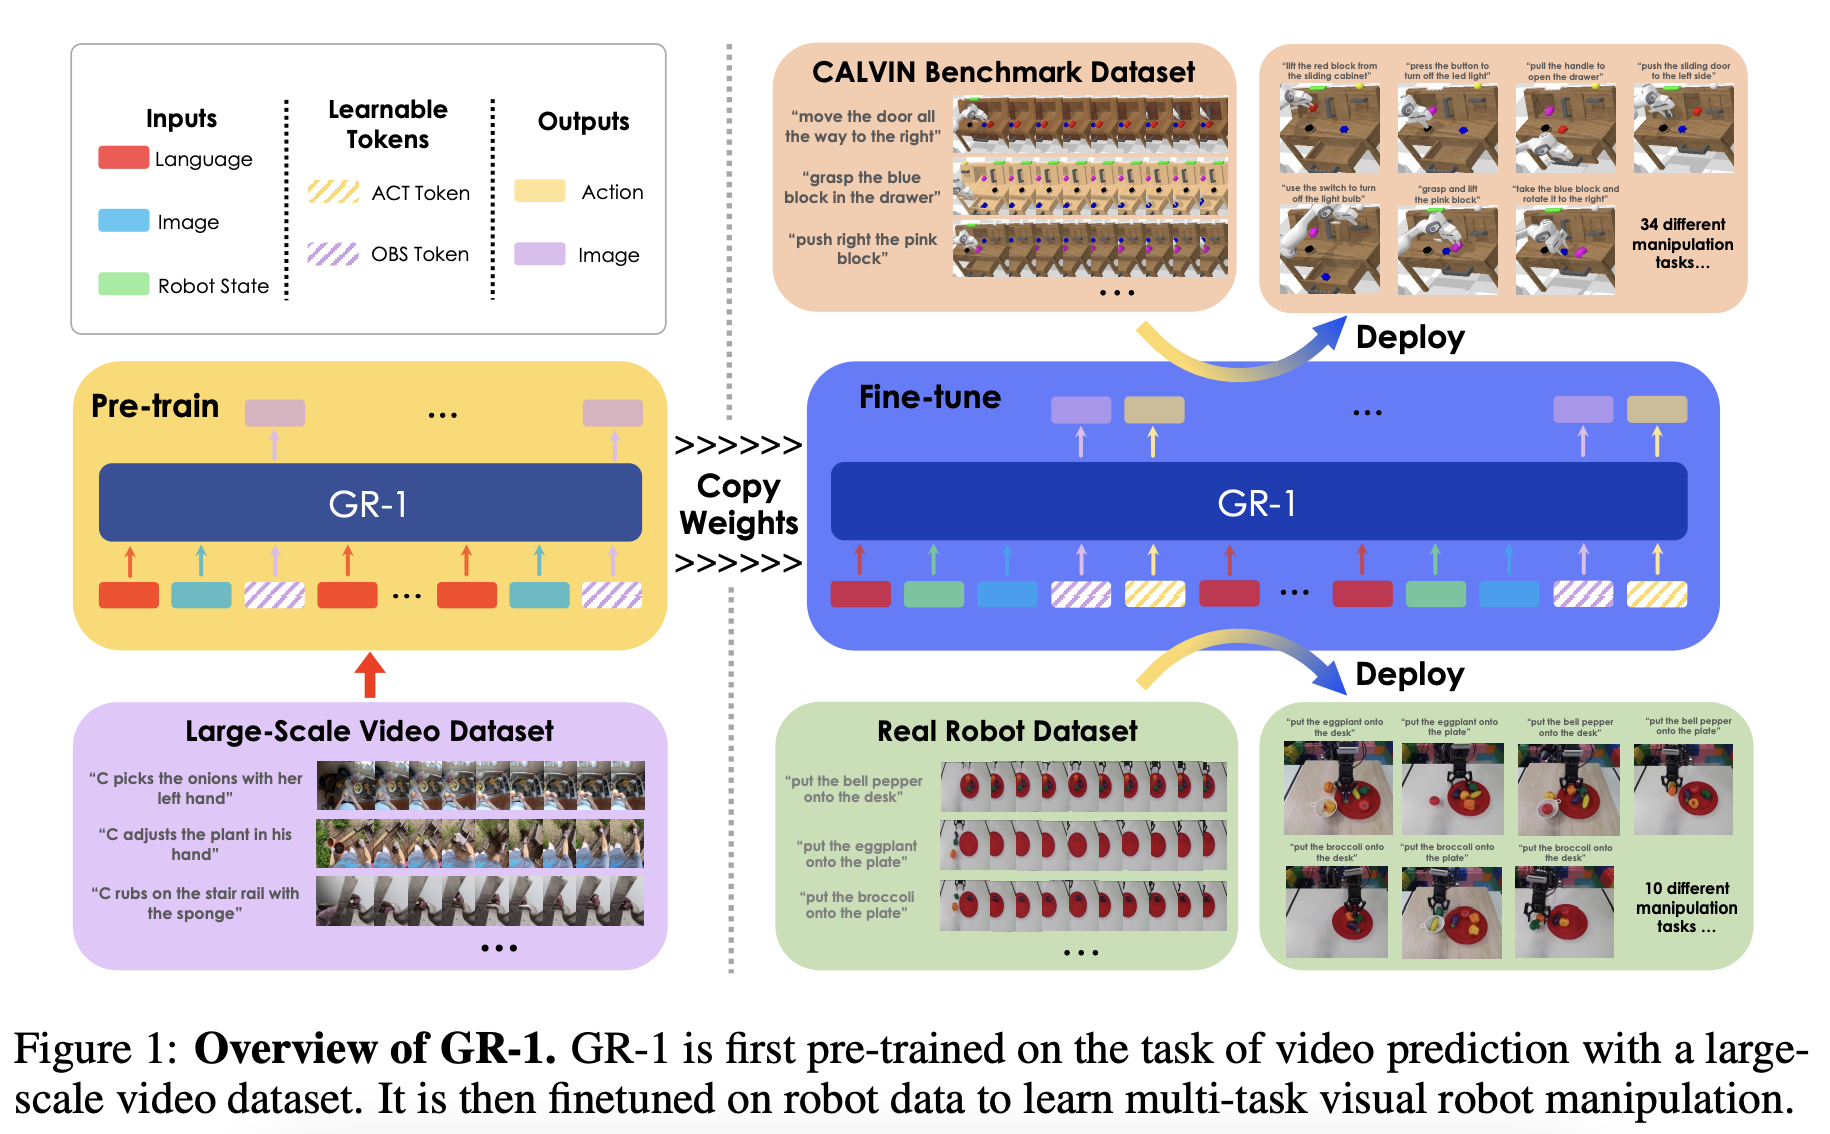 Inputs
Language
Image
Robot State
Learnable
Tokens
ACT Token
OBS Token
Outputs
Action
Image
CALVIN Benchmark Dataset
“move the door all
the way to the right”
“grasp the blue
block in the drawer”
“push right the pink
block”
...
“lift the red block from
the sliding cabinet”
“press the button to
turn off the led light”
“pull the handle to
open the drawer”
“push the sliding door
to the left side”
“use the switch to turn
off the light bulb”
“grasp and lift
the pink block”
“take the blue block and
rotate it to the right”
34 different
manipulation
tasks...
Deploy
Pre-train
...
GR-1
...
>>>>>>
Copy
Weights
>>>>>>
Fine-tune
...
GR-1
...
Deploy
Large-Scale Video Dataset
“C picks the onions with her
left hand”
“C adjusts the plant in his
hand”
“C rubs on the stair rail with
the sponge”
...
Real Robot Dataset
“put the bell pepper
onto the desk”
“put the eggplant
onto the plate”
“put the broccoli
onto the plate”
...
“put the eggplant onto
the desk”
“put the eggplant onto
the plate”
“put the bell pepper
onto the desk”
“put the bell pepper
onto the plate”
“put the broccoli onto
the desk”
“put the broccoli onto
the plate”
“put the broccoli onto
the desk”
10 different
manipulation
tasks ...
Figure 1: Overview of GR-1. GR-1 is first pre-trained on the task of video prediction with a large-
scale video dataset. It is then finetuned on robot data to learn multi-task visual robot manipulation.